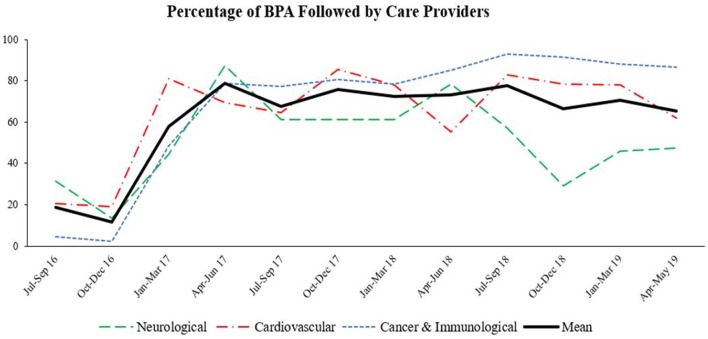 Percentage of BPA Followed by Care Providers
100
80
60
40
20
0
Jul-Sep 16
Oct-Dec 16
Jan-Mar 17
Apr-Jun 17
Jul-Sep 17
Oct-Dec 17
Jan-Mar 18
Apr-Jun 18
Jul-Sep 18
Oct-Dec 18
Jan-Mar 19
Apr-May 19
Neurological Cardiovascular Cancer & Immunological Mean